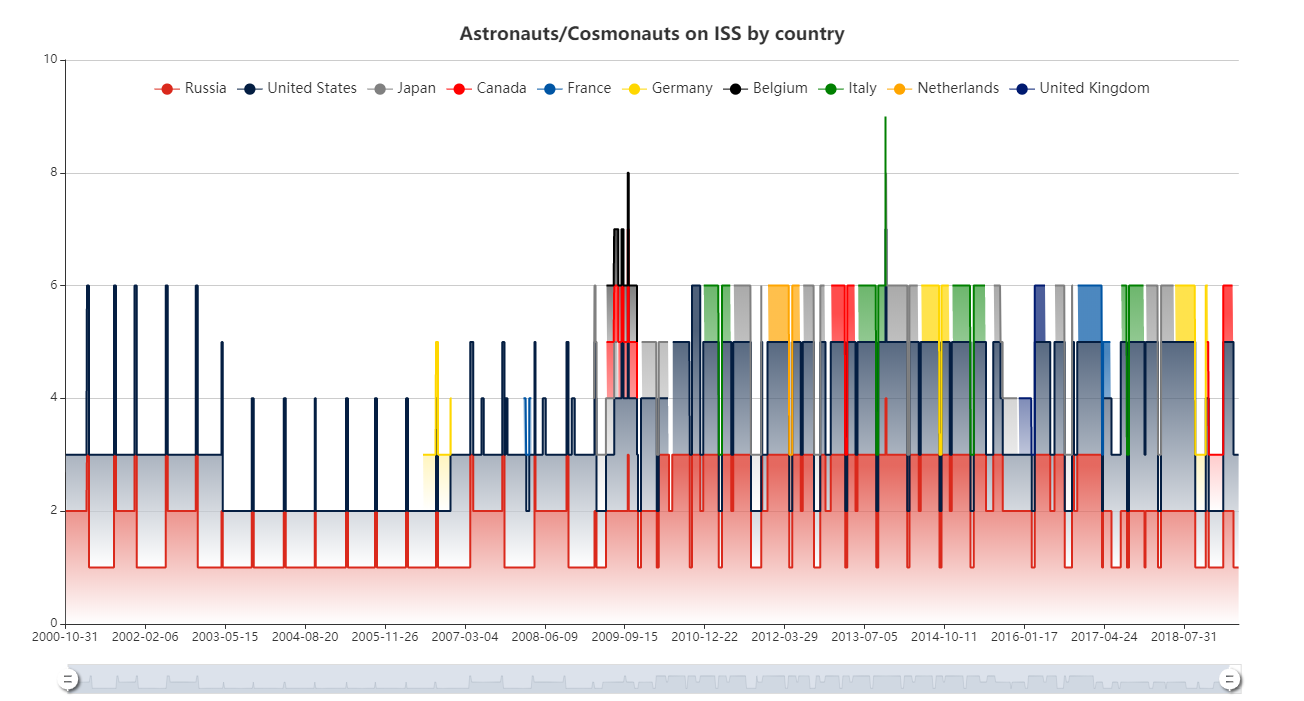 Astronauts/Cosmonauts on ISS by country
10
Russia United States Japan Canada France Germany Belgium Italy Netherlands United Kingdom
8
6
4
2
0
2000-10-31 2002-02-06 2003-05-15 2004-08-20 2005-11-26 2007-03-04 2008-06-09 2009-09-15 2010-12-22 2012-03-29 2013-07-05 2014-10-11 2016-01-17 2017-04-24 2018-07-31